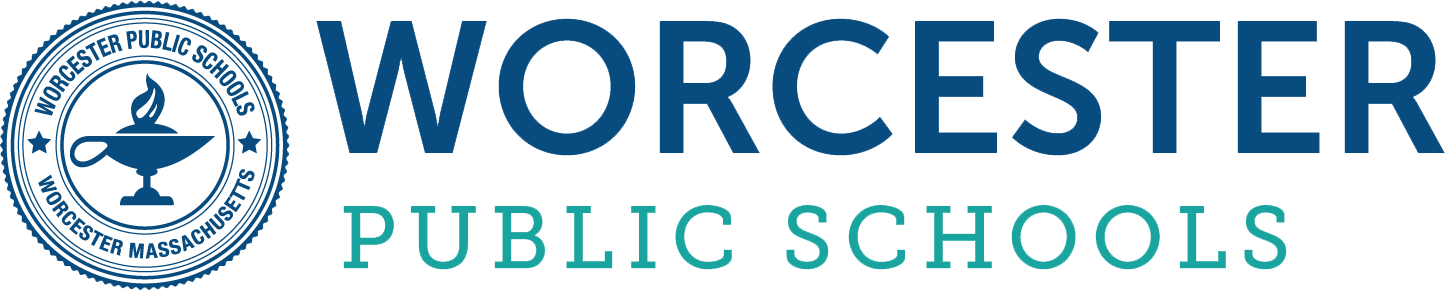 WORCESTER PUBLIC SCHOOLS
WORCESTER MASSACHUSETTS
WORCESTER
PUBLIC SCHOOLS